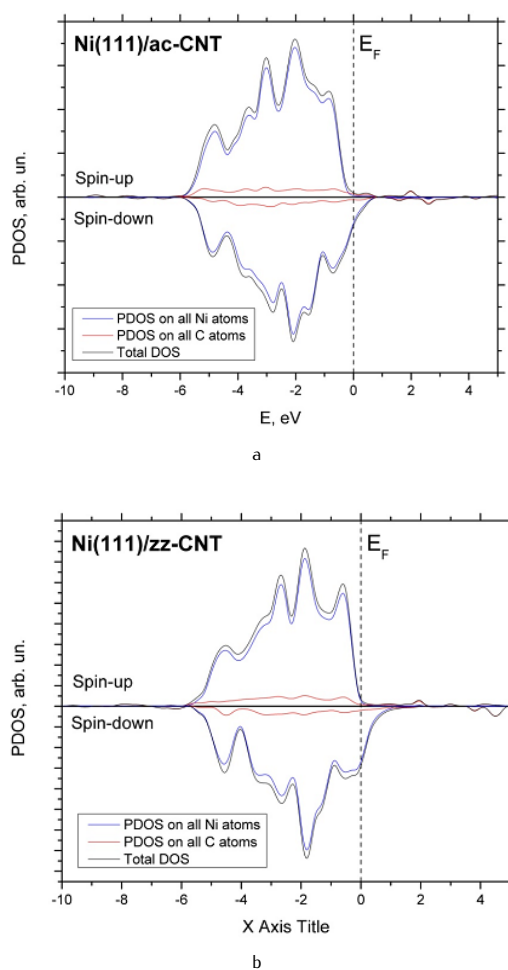 Ni(111)/ac-CNT
E_F
Spin-up
Spin-down
PDOS, arb. un.
PDOS on all Ni atoms
PDOS on all C atoms
Total DOS
-10 -8 -6 -4 -2 0 2 4
E, eV
a
Ni(111)/zz-CNT
E_F
Spin-up
Spin-down
PDOS, arb. un.
PDOS on all Ni atoms
PDOS on all C atoms
Total DOS
-10 -8 -6 -4 -2 0 2 4
X Axis Title
b